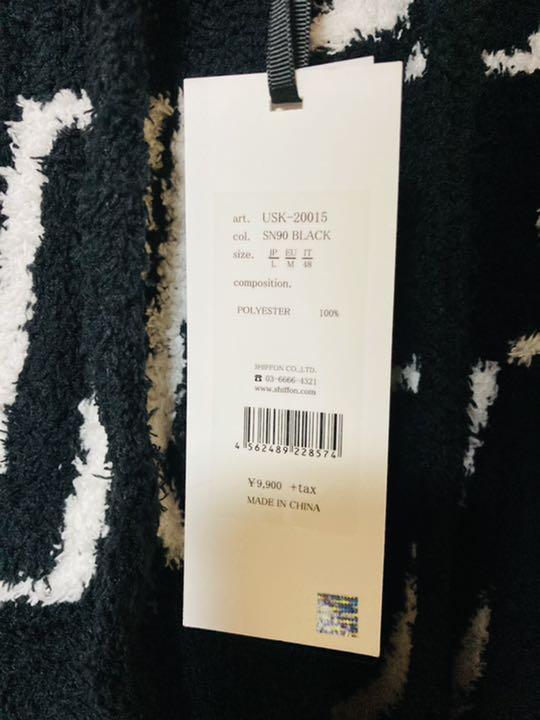 art. USK-20015
col. SN90 BLACK
size. JP EU IT
L M 48
composition.
POLYESTER 100%
SHIFFON CO.,LTD.
☎ 03-6666-4321
www.shiffon.com
4 562489 228574
¥9,900 +tax
MADE IN CHINA